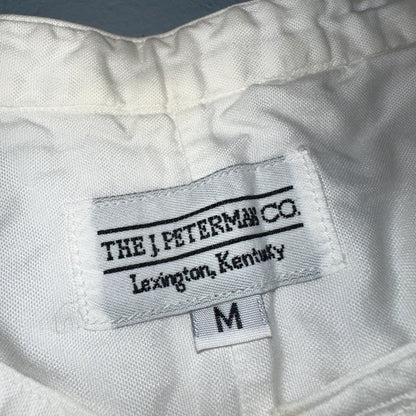 THE J. PETERMAN CO.
Lexington, Kentucky
M